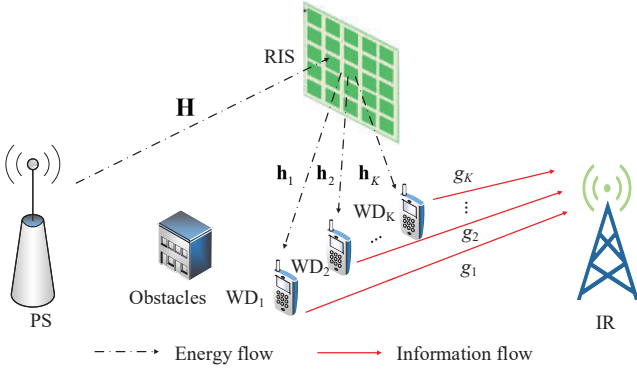 RIS
H
h1 h2 hK
gK
WDK
g2
WD2
g1
Obstacles WD1
PS
IR
Energy flow Information flow